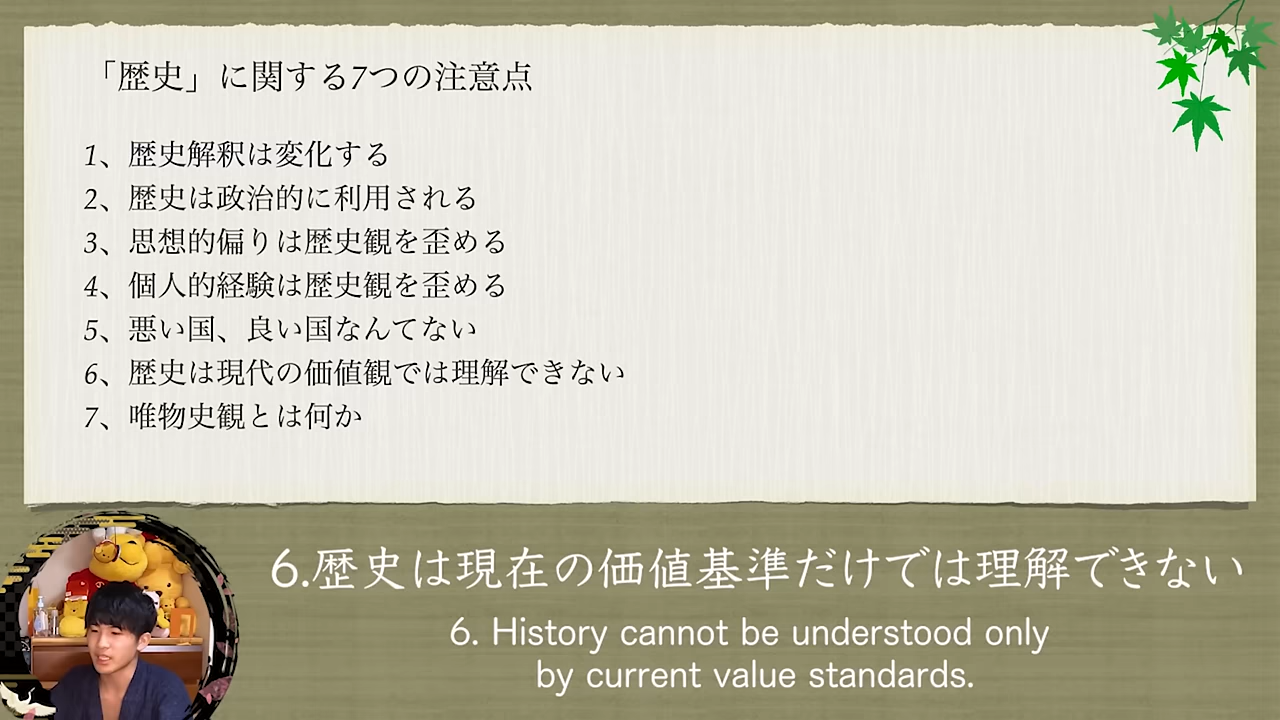 「歴史」に関する7つの注意点
1、歴史解釈は変化する
2、歴史は政治的に利用される
3、思想的偏りは歴史観を歪める
4、個人的経験は歴史観を歪める
5、悪い国、良い国なんてない
6、歴史は現代の価値観では理解できない
7、唯物史観とは何か
6.歴史は現在の価値基準だけでは理解できない
6. History cannot be understood only
by current value standards.